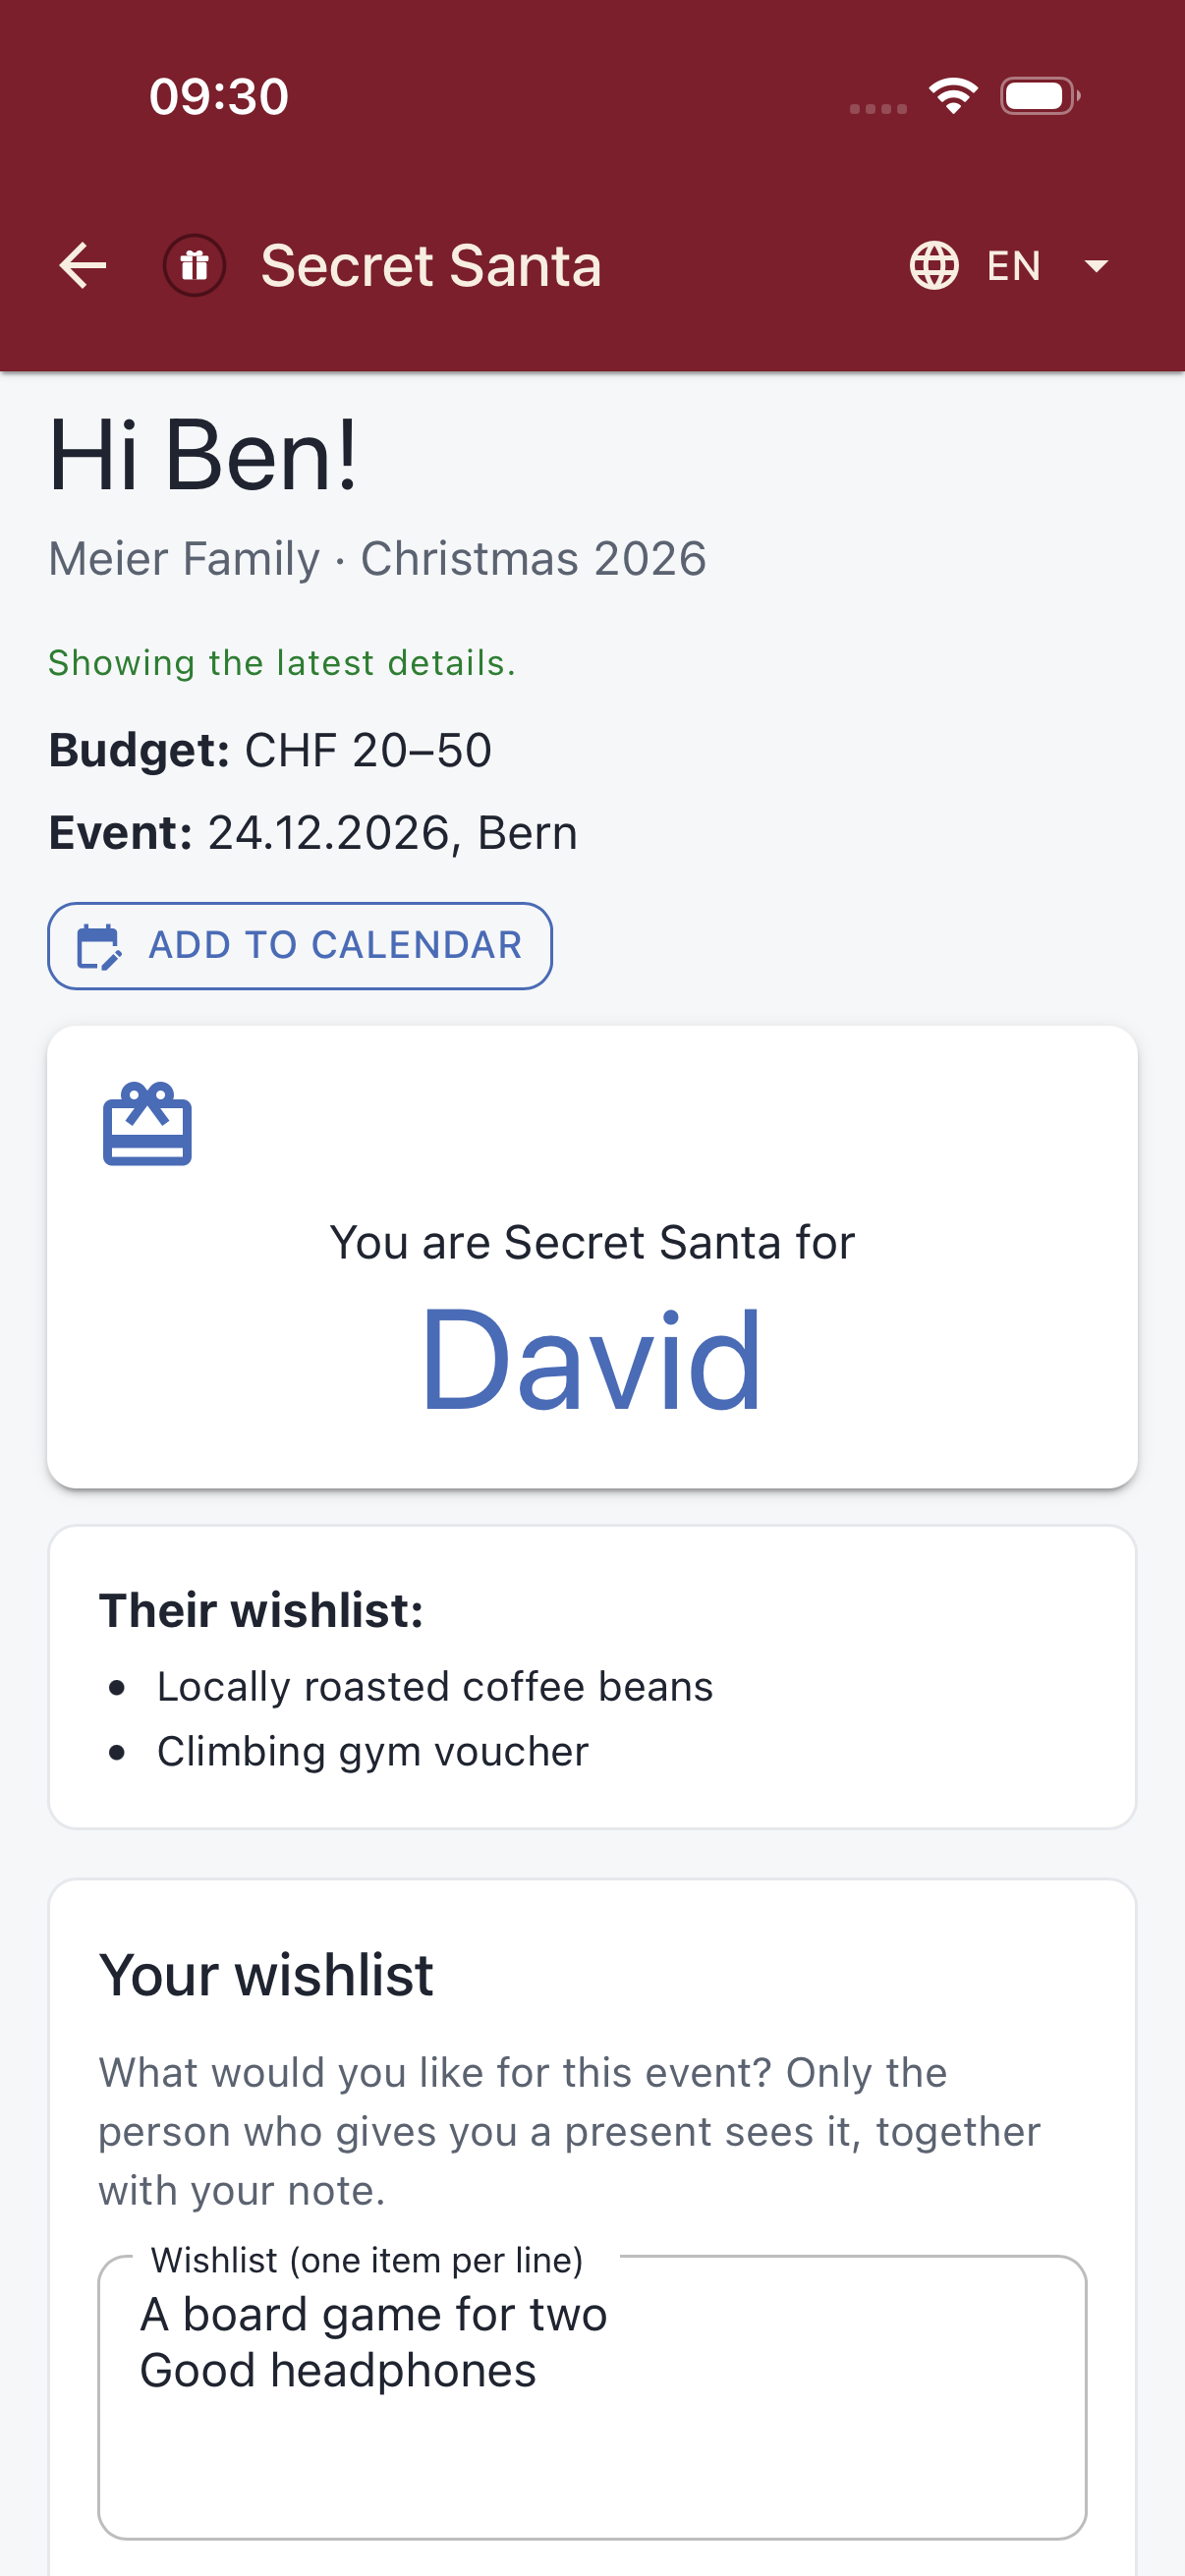 09:30
Secret Santa
EN
Hi Ben!
Meier Family · Christmas 2026
Showing the latest details.
Budget: CHF 20–50
Event: 24.12.2026, Bern
ADD TO CALENDAR
You are Secret Santa for
David
Their wishlist:
• Locally roasted coffee beans
• Climbing gym voucher
Your wishlist
What would you like for this event? Only the
person who gives you a present sees it, together
with your note.
Wishlist (one item per line)
A board game for two
Good headphones